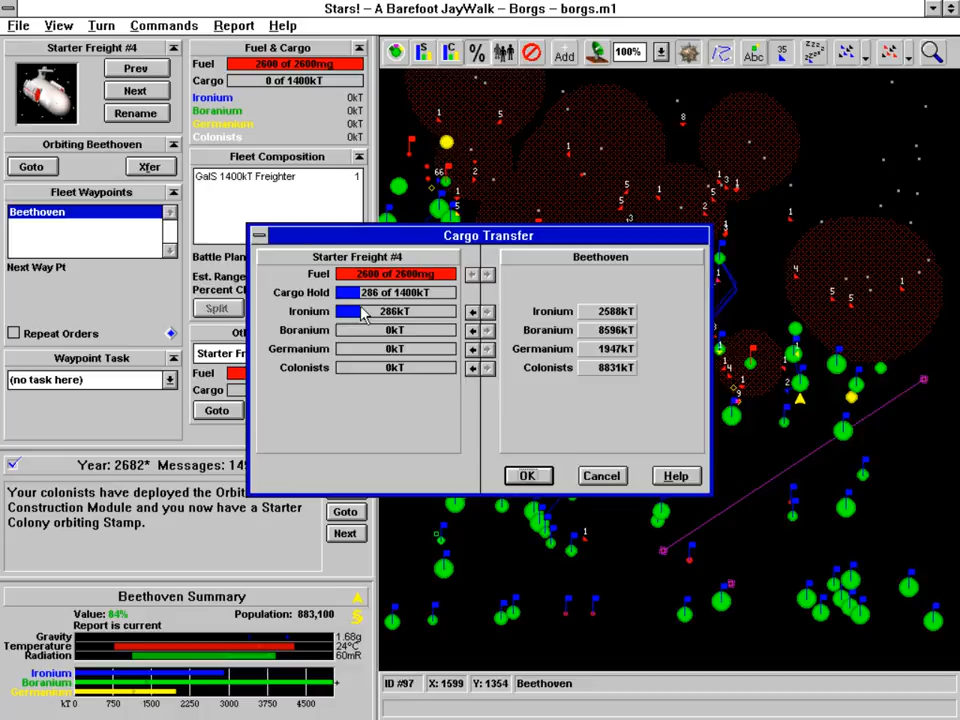 Stars! – A Barefoot JayWalk – Borgs – borgs.m1
File View Turn Commands Report Help
Starter Freight #4
Prev
Next
Rename
Orbiting Beethoven
Goto
Xfer
Fleet Waypoints
Beethoven
Next Way Pt
Repeat Orders
Waypoint Task
(no task here)
Fuel & Cargo
Fuel 2600 of 2600mg
Cargo 0 of 1400kT
Ironium 0kT
Boranium 0kT
Germanium 0kT
Colonists 0kT
Fleet Composition
GalS 1400kT Freighter 1
Battle Plan
Est. Range
Percent Cl
Split
Starter Fr
Fuel
Cargo
Goto
S
C
%
Add
100%
Abc
35
zzz
Cargo Transfer
Starter Freight #4
Fuel 2600 of 2600mg
Cargo Hold 286 of 1400kT
Ironium 286kT
Boranium 0kT
Germanium 0kT
Colonists 0kT
Beethoven
Ironium 2588kT
Boranium 8596kT
Germanium 1947kT
Colonists 8831kT
OK
Cancel
Help
Year: 2682* Messages: 149
Your colonists have deployed the Orbit
Construction Module and you now have a Starter
Colony orbiting Stamp.
Goto
Next
Beethoven Summary
Value: 84% Population: 883,100
Report is current
Gravity 1.68g
Temperature 24°C
Radiation 60mR
Ironium
Boranium
Germanium
kT 0 750 1500 2250 3000 3750 4500
ID #97 X: 1599 Y: 1354 Beethoven